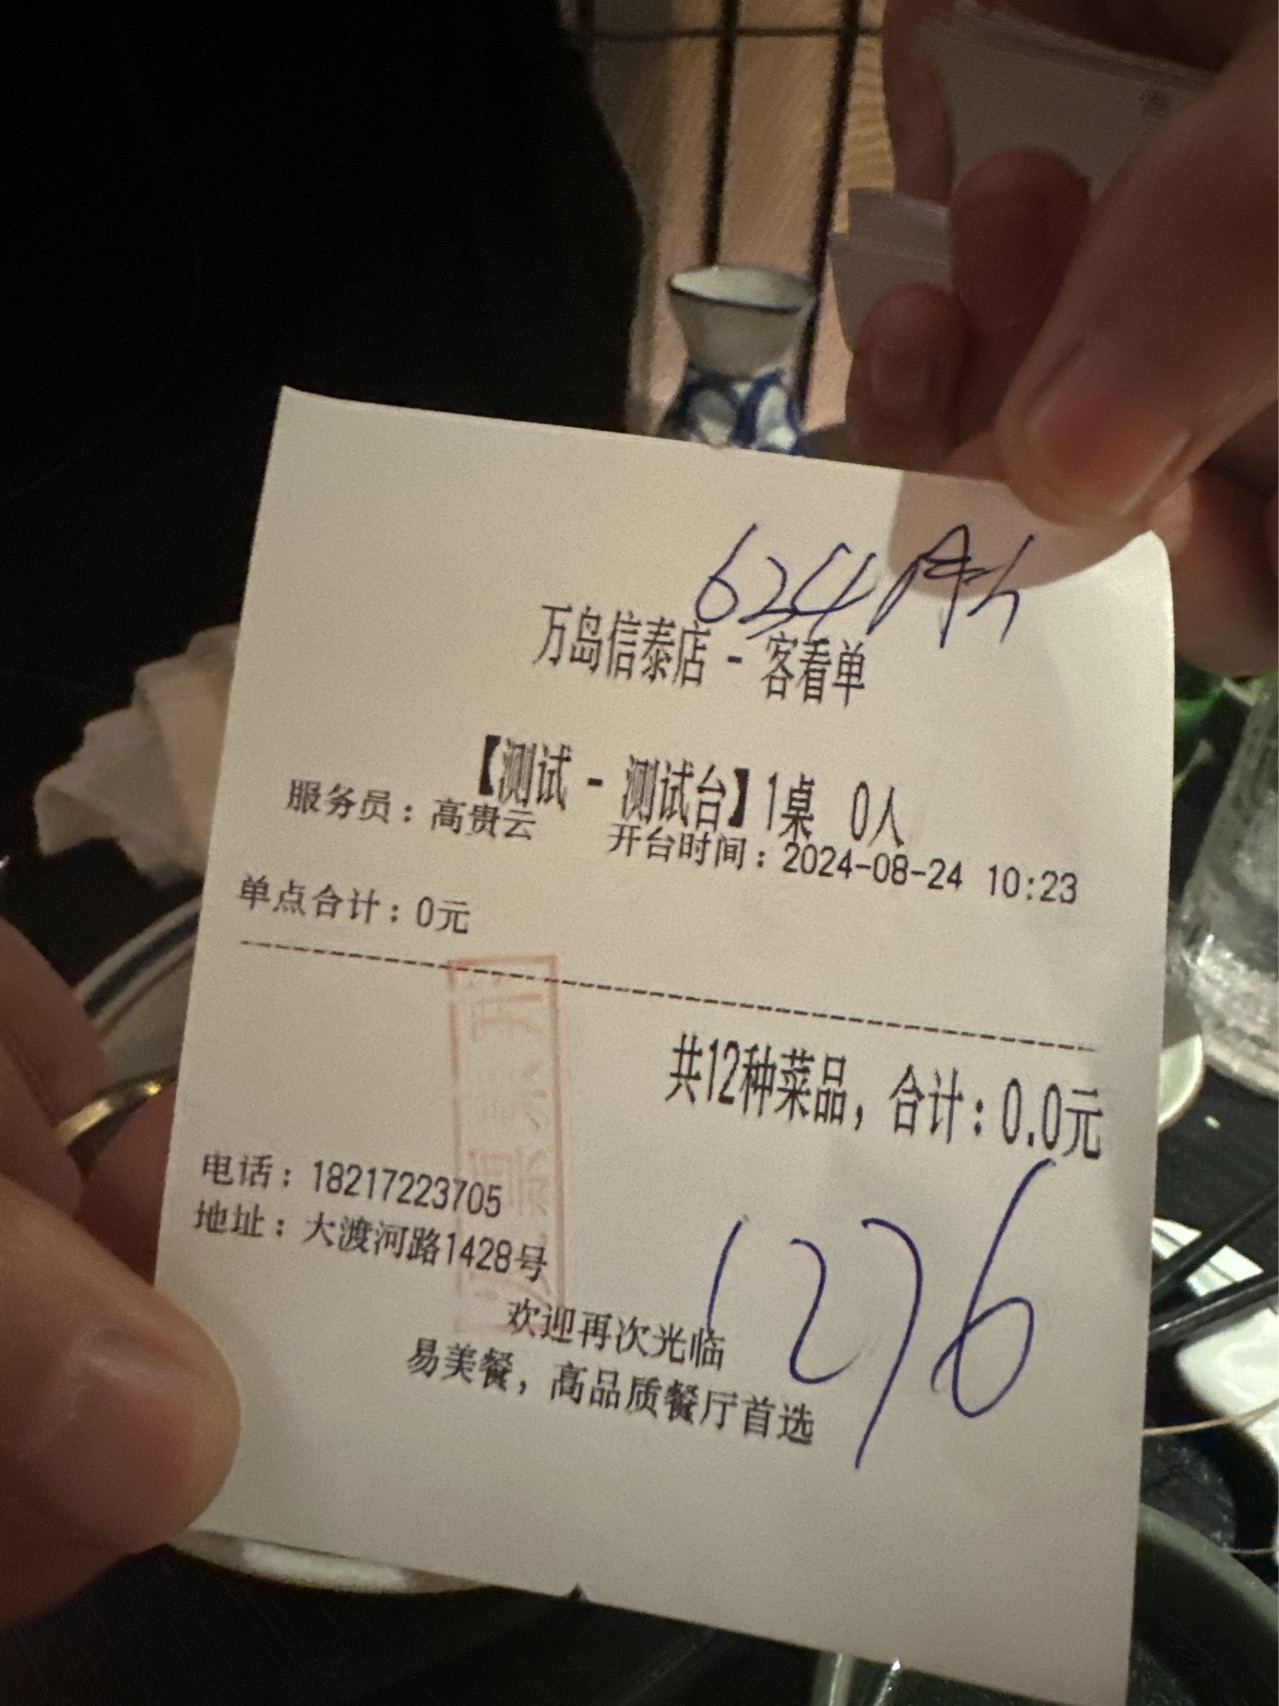 624
万岛信泰店 - 客看单
【测试 - 测试台】1桌 0人
服务员：高贵云 开台时间：2024-08-24 10:23
单点合计：0元
共12种菜品，合计：0.0元
电话：18217223705
地址：大渡河路1428号
1276
欢迎再次光临
易美餐，高品质餐厅首选